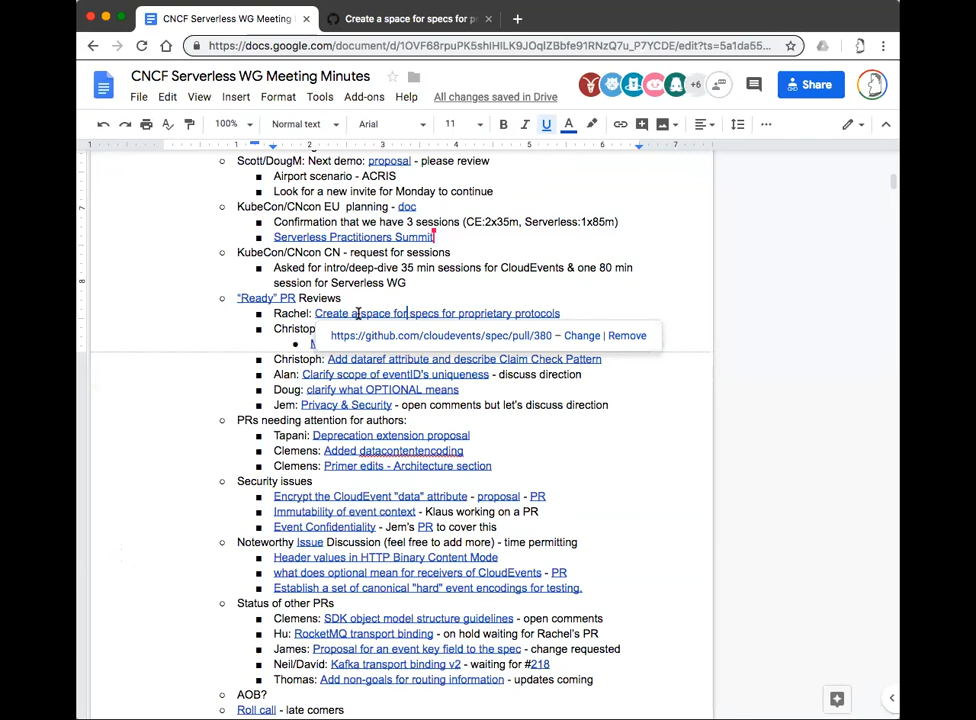 CNCF Serverless WG Meeting
Create a space for specs for p
https://docs.google.com/document/d/1OVF68rpuPK5shIHILK9JOqIZBbfe91RNzQ7u_P7YCDE/edit?ts=5a1da55...
CNCF Serverless WG Meeting Minutes
+6
Share
File Edit View Insert Format Tools Add-ons Help All changes saved in Drive
100% Normal text Arial 11 B I U A
1 1 2 3 4 5 6 7
Scott/DougM: Next demo: proposal - please review
Airport scenario - ACRIS
Look for a new invite for Monday to continue
KubeCon/CNcon EU planning - doc
Confirmation that we have 3 sessions (CE:2x35m, Serverless:1x85m)
Serverless Practitioners Summit
KubeCon/CNcon CN - request for sessions
Asked for intro/deep-dive 35 min sessions for CloudEvents & one 80 min
session for Serverless WG
"Ready" PR Reviews
Rachel: Create a space for specs for proprietary protocols
Christop
https://github.com/cloudevents/spec/pull/380 – Change | Remove
Christoph: Add dataref attribute and describe Claim Check Pattern
Alan: Clarify scope of eventID's uniqueness - discuss direction
Doug: clarify what OPTIONAL means
Jem: Privacy & Security - open comments but let's discuss direction
PRs needing attention for authors:
Tapani: Deprecation extension proposal
Clemens: Added datacontentencoding
Clemens: Primer edits - Architecture section
Security issues
Encrypt the CloudEvent "data" attribute - proposal - PR
Immutability of event context - Klaus working on a PR
Event Confidentiality - Jem's PR to cover this
Noteworthy Issue Discussion (feel free to add more) - time permitting
Header values in HTTP Binary Content Mode
what does optional mean for receivers of CloudEvents - PR
Establish a set of canonical "hard" event encodings for testing.
Status of other PRs
Clemens: SDK object model structure guidelines - open comments
Hu: RocketMQ transport binding - on hold waiting for Rachel's PR
James: Proposal for an event key field to the spec - change requested
Neil/David: Kafka transport binding v2 - waiting for #218
Thomas: Add non-goals for routing information - updates coming
AOB?
Roll call - late comers